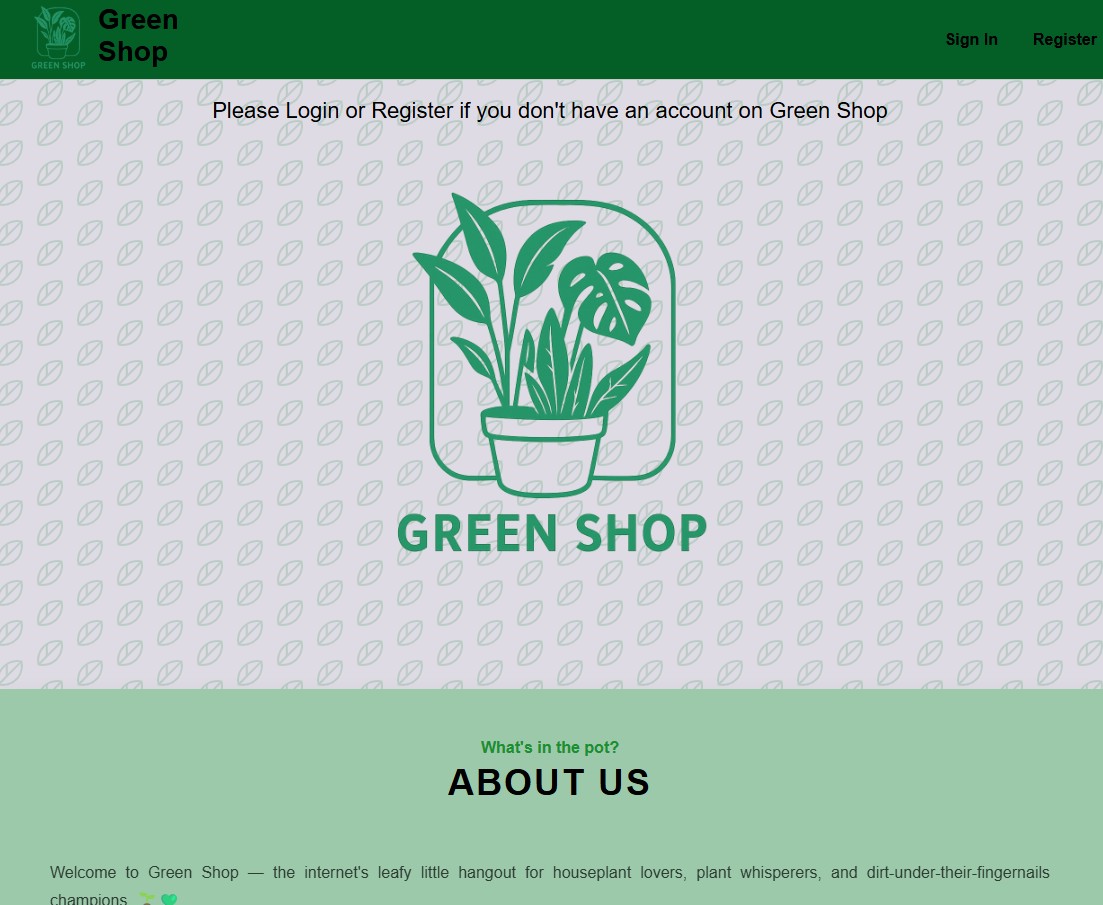 GREEN SHOP
Green
Shop
Sign In
Register
Please Login or Register if you don't have an account on Green Shop
GREEN SHOP
What's in the pot?
ABOUT US
Welcome to Green Shop — the internet's leafy little hangout for houseplant lovers, plant whisperers, and dirt-under-their-fingernails
champions 🌱💚